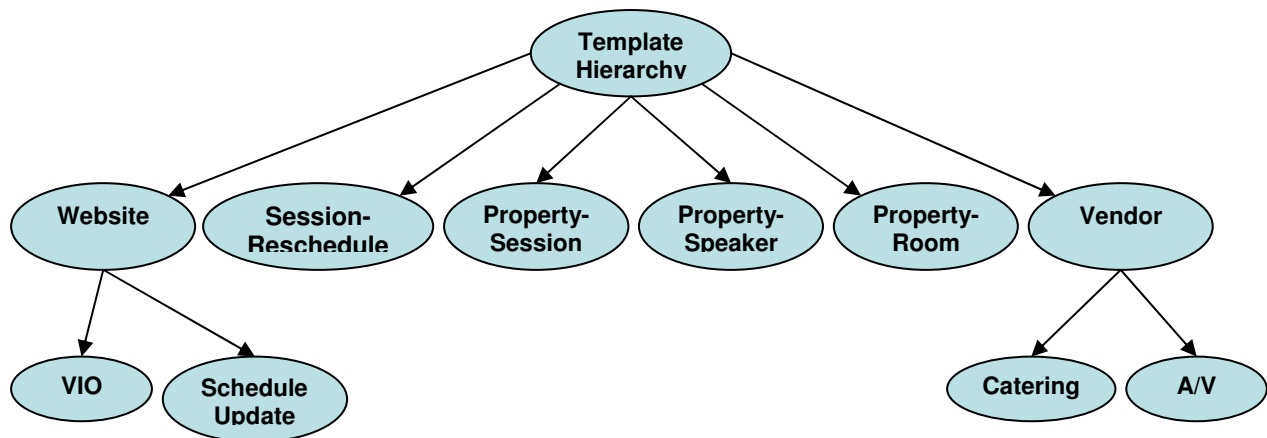 Template
Hierarchy
Website
Session-
Reschedule
Property-
Session
Property-
Speaker
Property-
Room
Vendor
VIO
Schedule
Update
Catering
A/V